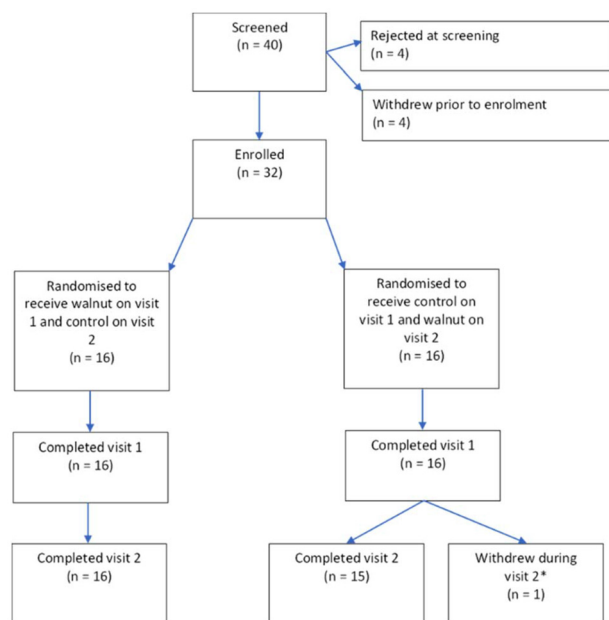 Screened
(n = 40)
Rejected at screening
(n = 4)
Withdrew prior to enrolment
(n = 4)
Enrolled
(n = 32)
Randomised to
receive walnut on visit
1 and control on visit
2
(n = 16)
Randomised to
receive control on
visit 1 and walnut on
visit 2
(n = 16)
Completed visit 1
(n = 16)
Completed visit 1
(n = 16)
Completed visit 2
(n = 16)
Completed visit 2
(n = 15)
Withdrew during
visit 2*
(n = 1)